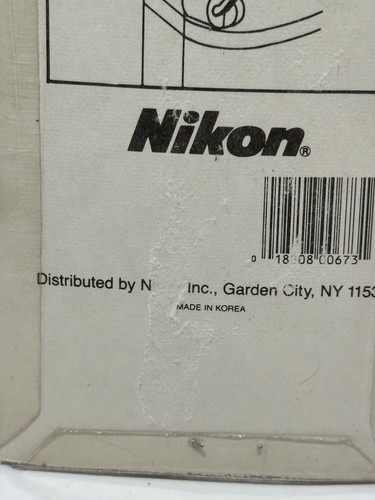 Nikon®
0 18208 00673
Distributed by N Inc., Garden City, NY 1153
MADE IN KOREA